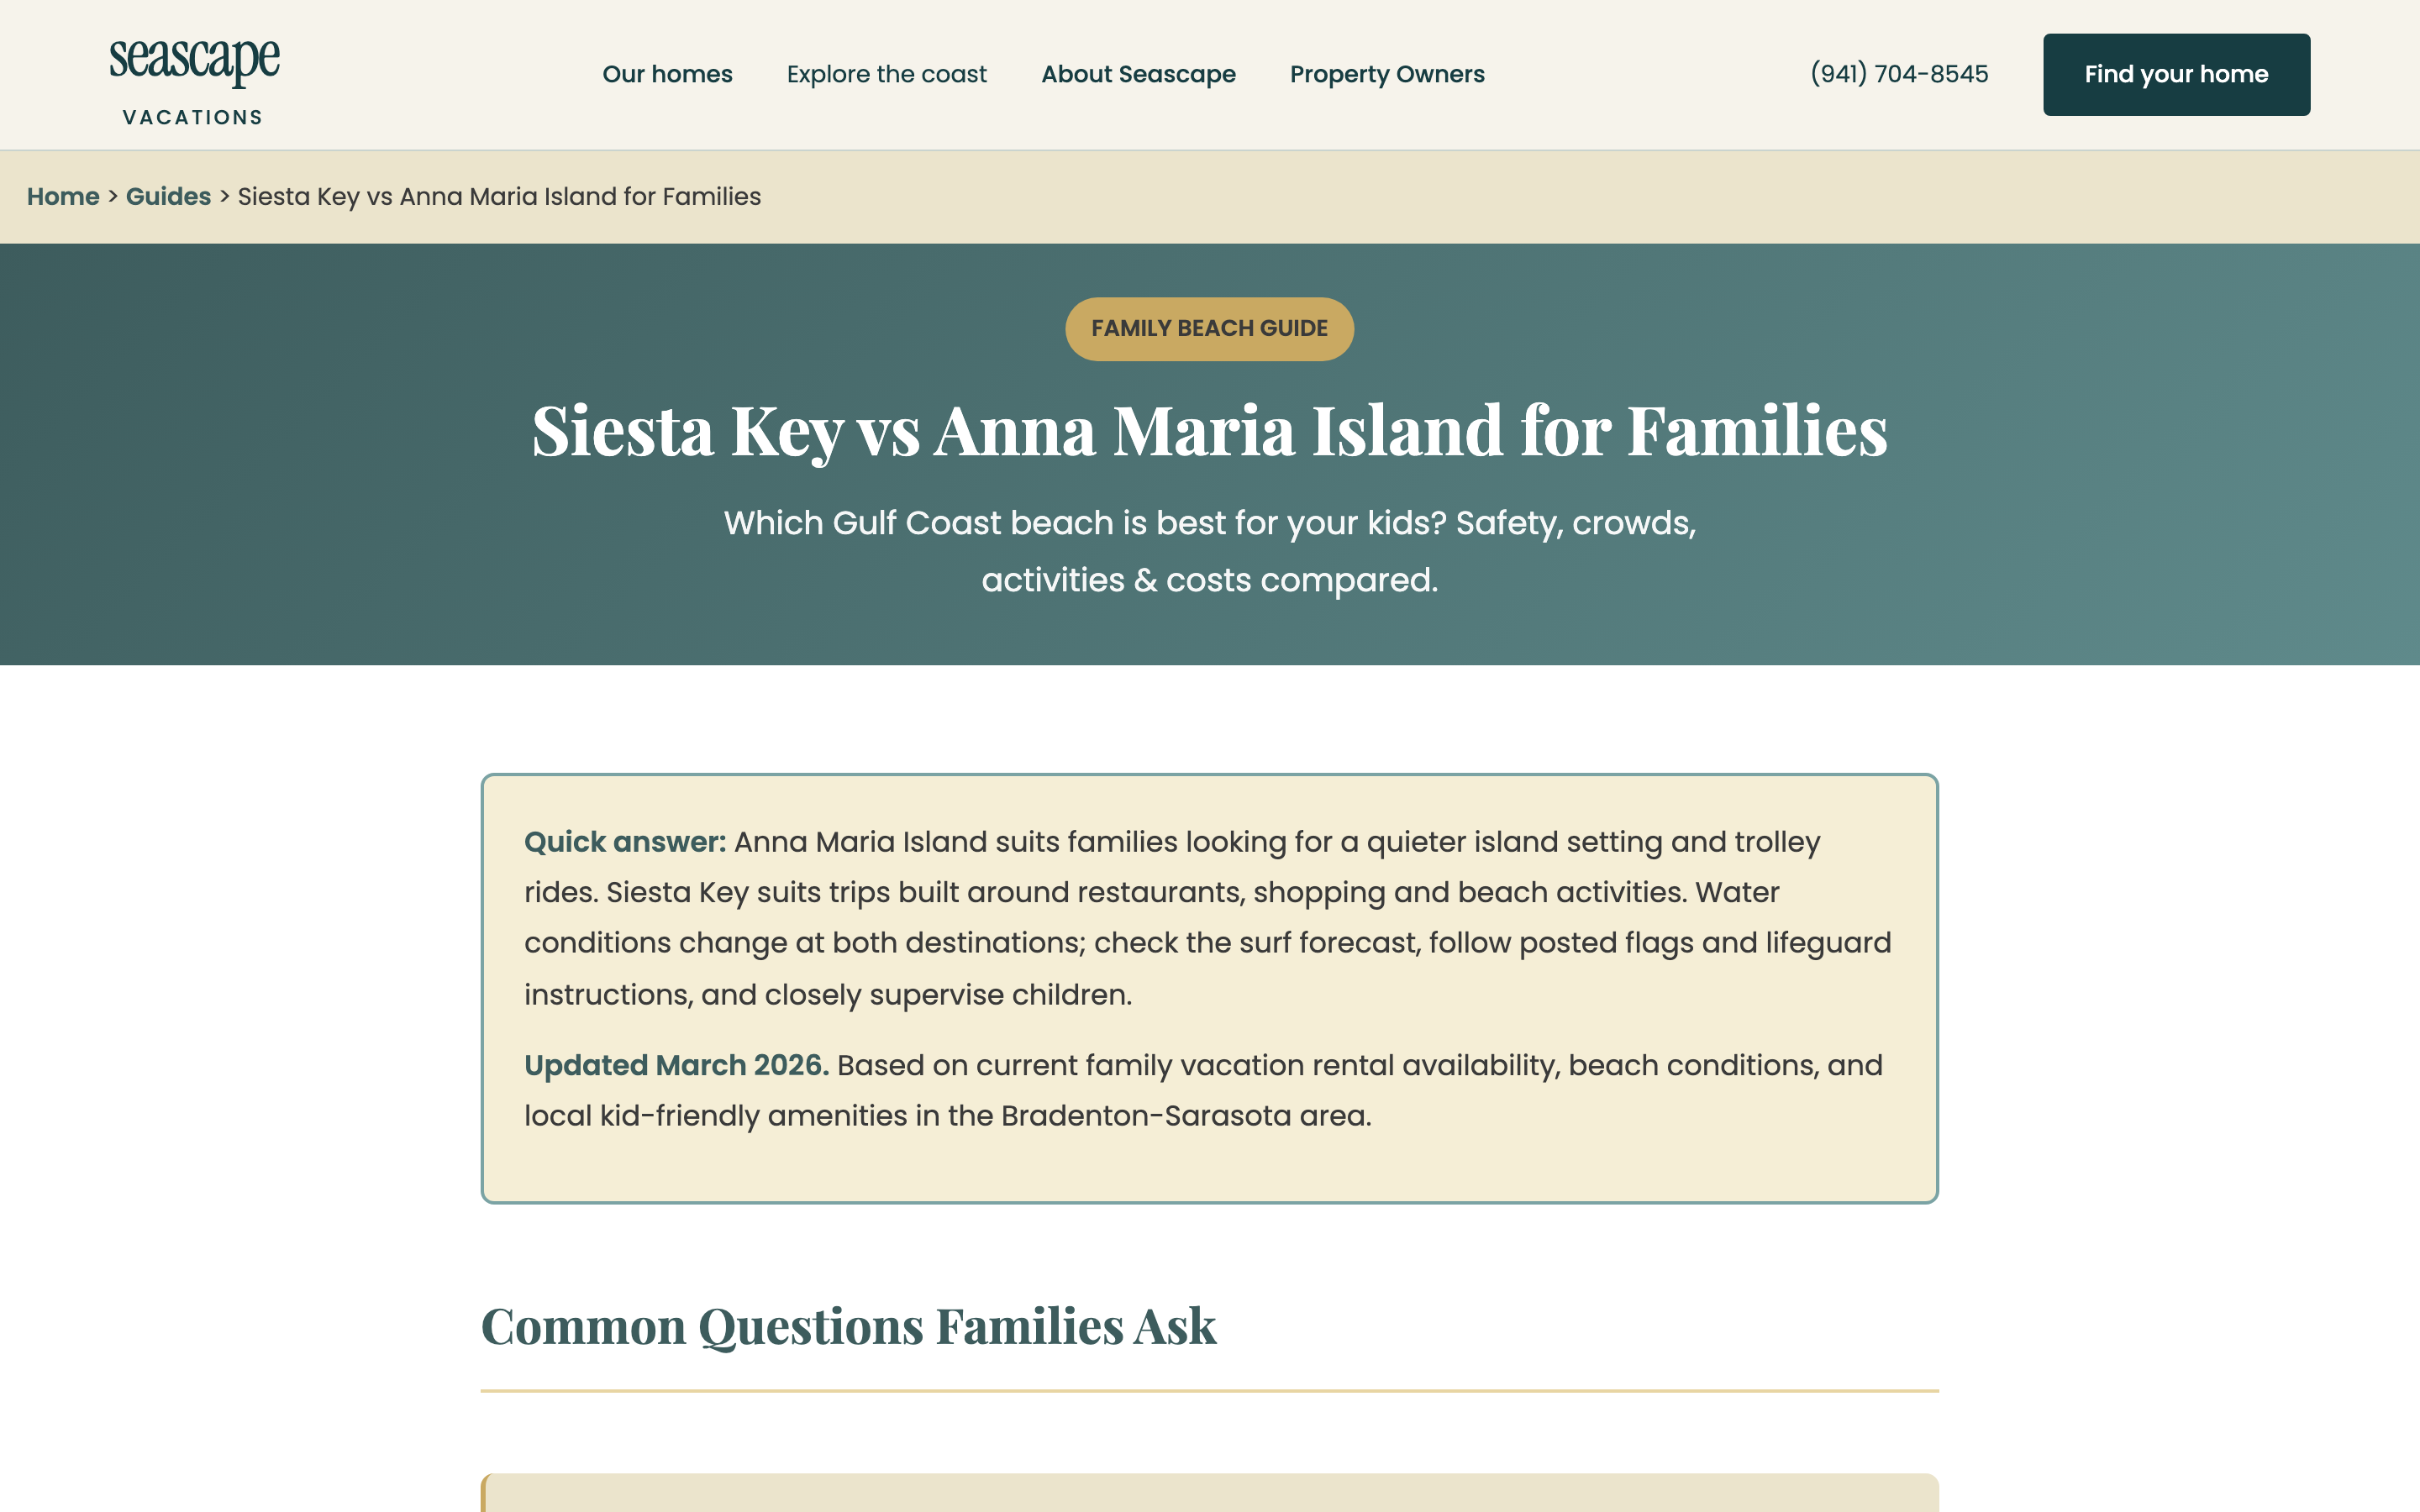 seascape
VACATIONS
Our homes
Explore the coast
About Seascape
Property Owners
(941) 704-8545
Find your home
Home > Guides > Siesta Key vs Anna Maria Island for Families
FAMILY BEACH GUIDE
Siesta Key vs Anna Maria Island for Families
Which Gulf Coast beach is best for your kids? Safety, crowds,
activities & costs compared.
Quick answer: Anna Maria Island suits families looking for a quieter island setting and trolley
rides. Siesta Key suits trips built around restaurants, shopping and beach activities. Water
conditions change at both destinations; check the surf forecast, follow posted flags and lifeguard
instructions, and closely supervise children.
Updated March 2026. Based on current family vacation rental availability, beach conditions, and
local kid-friendly amenities in the Bradenton-Sarasota area.
Common Questions Families Ask